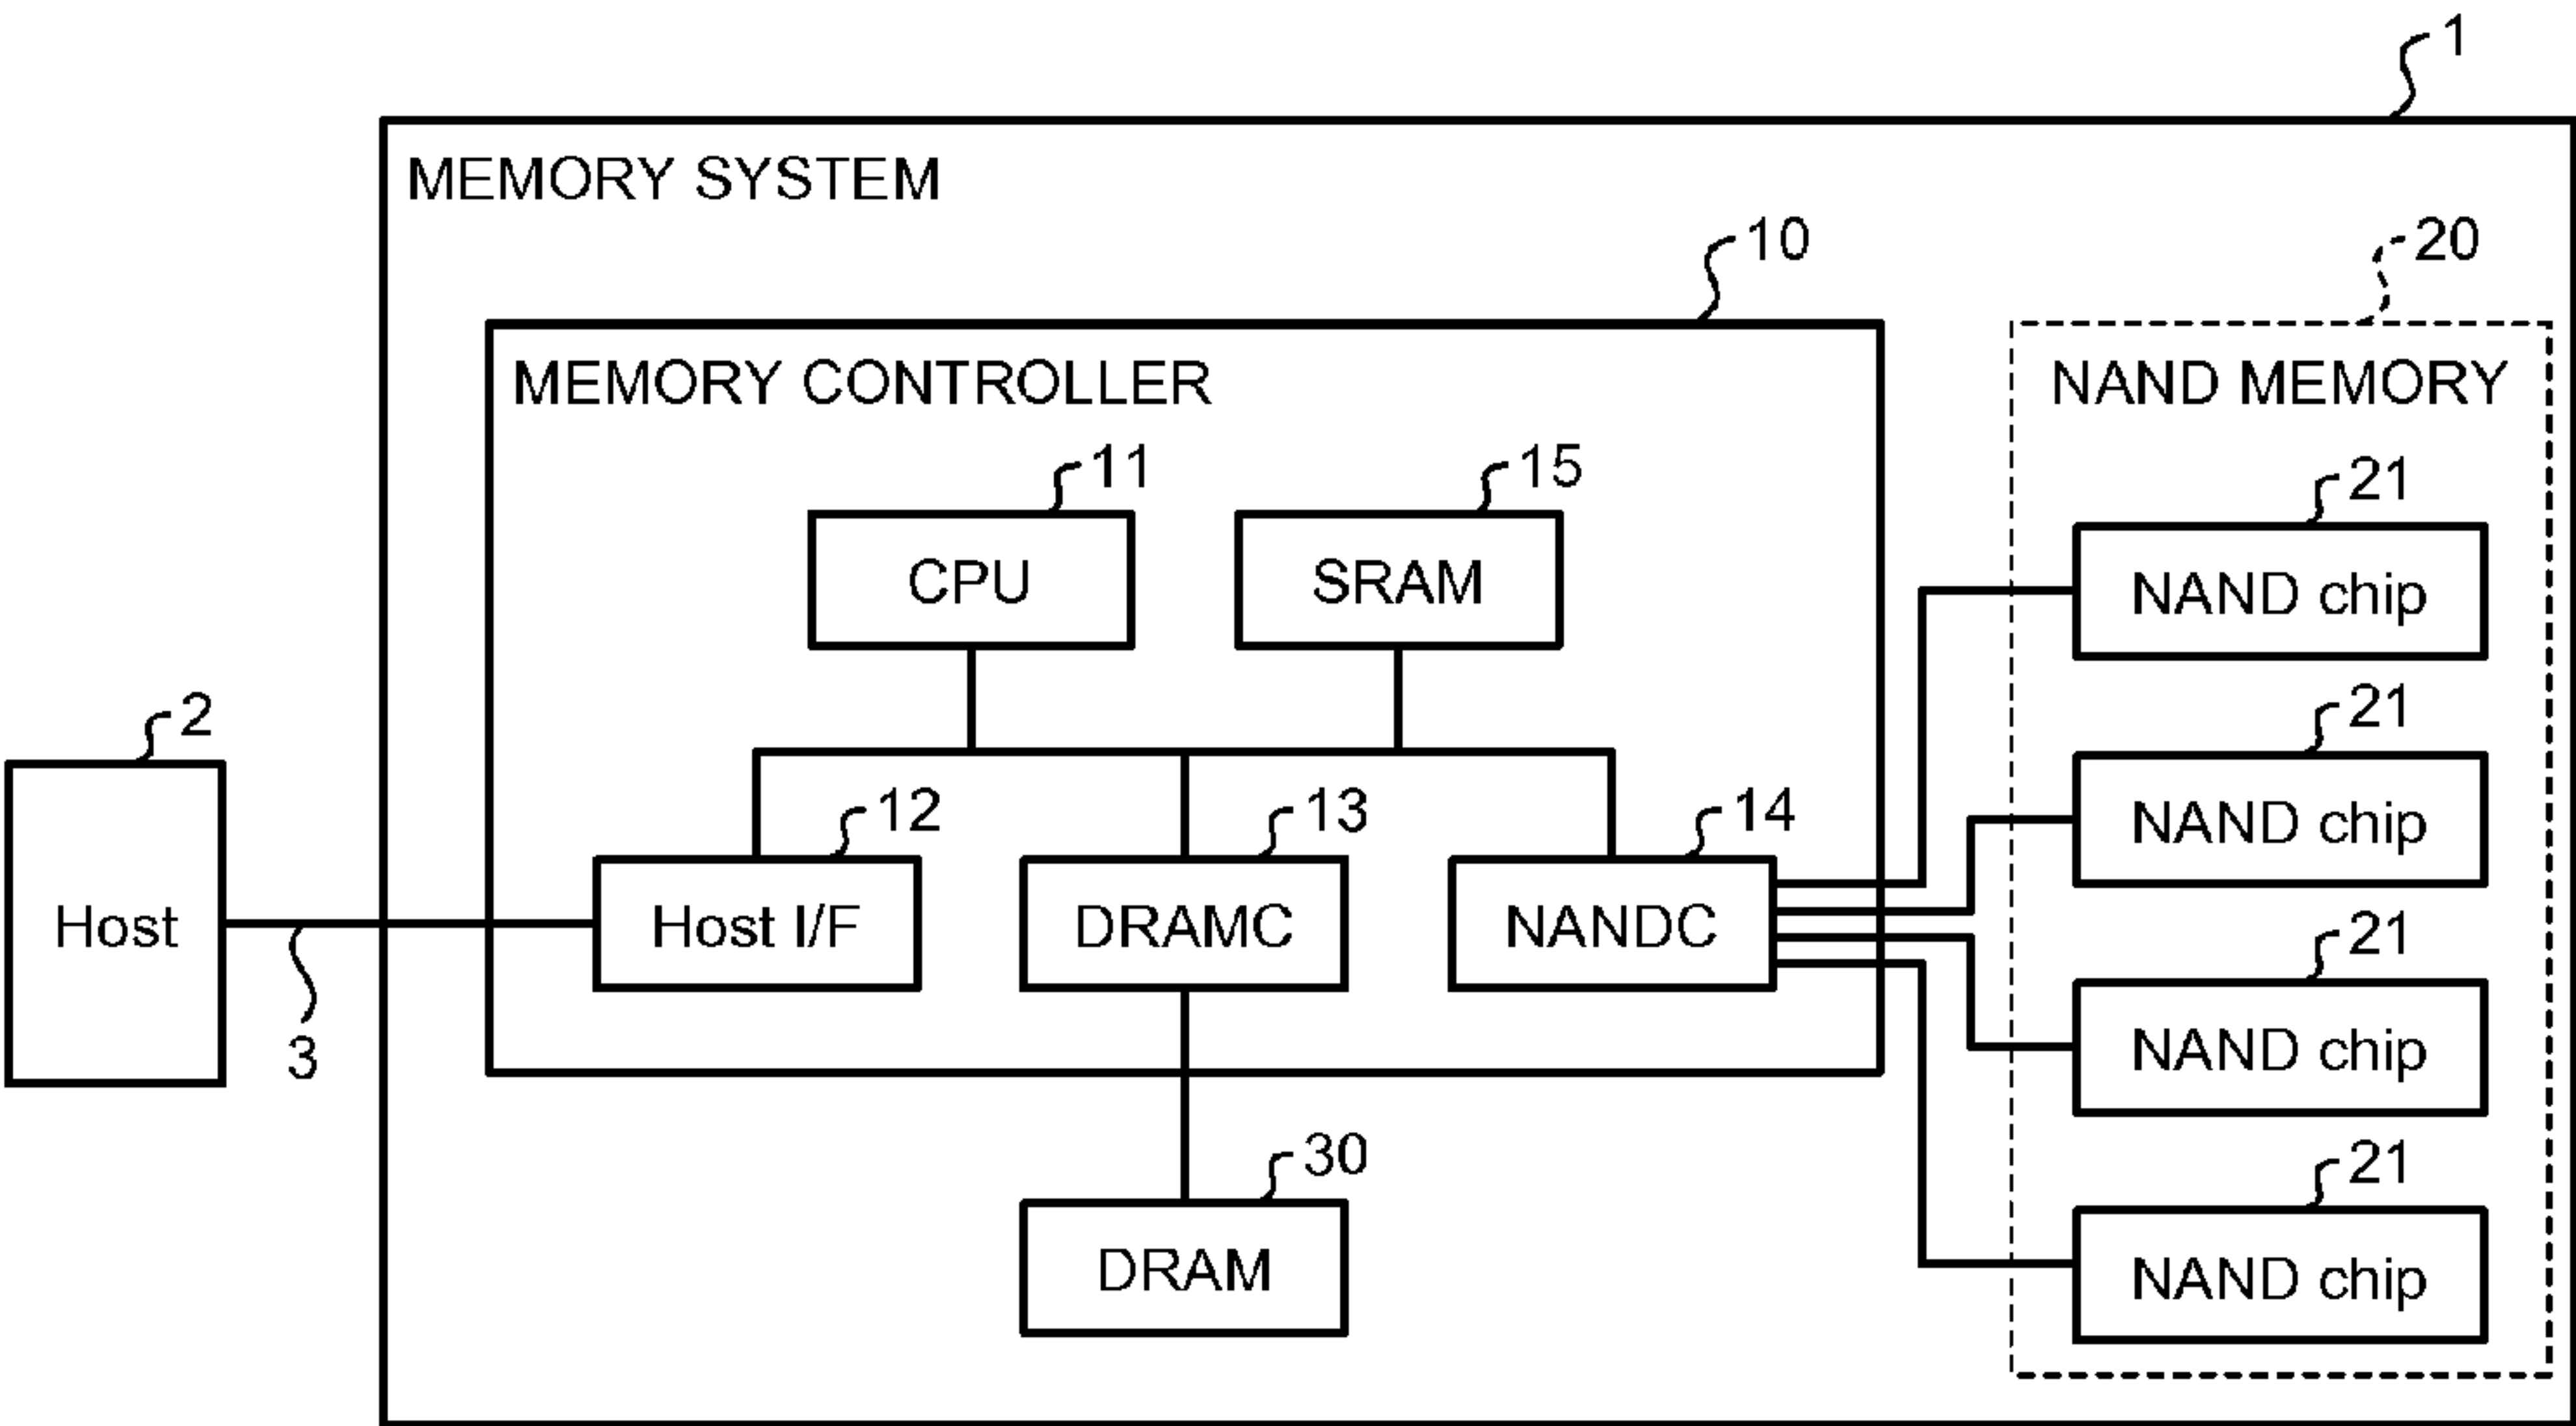 1
MEMORY SYSTEM
10
20
MEMORY CONTROLLER
NAND MEMORY
11
15
21
CPU
SRAM
NAND chip
2
21
12
13
14
NAND chip
Host
Host I/F
DRAMC
NANDC
21
3
NAND chip
30
21
DRAM
NAND chip